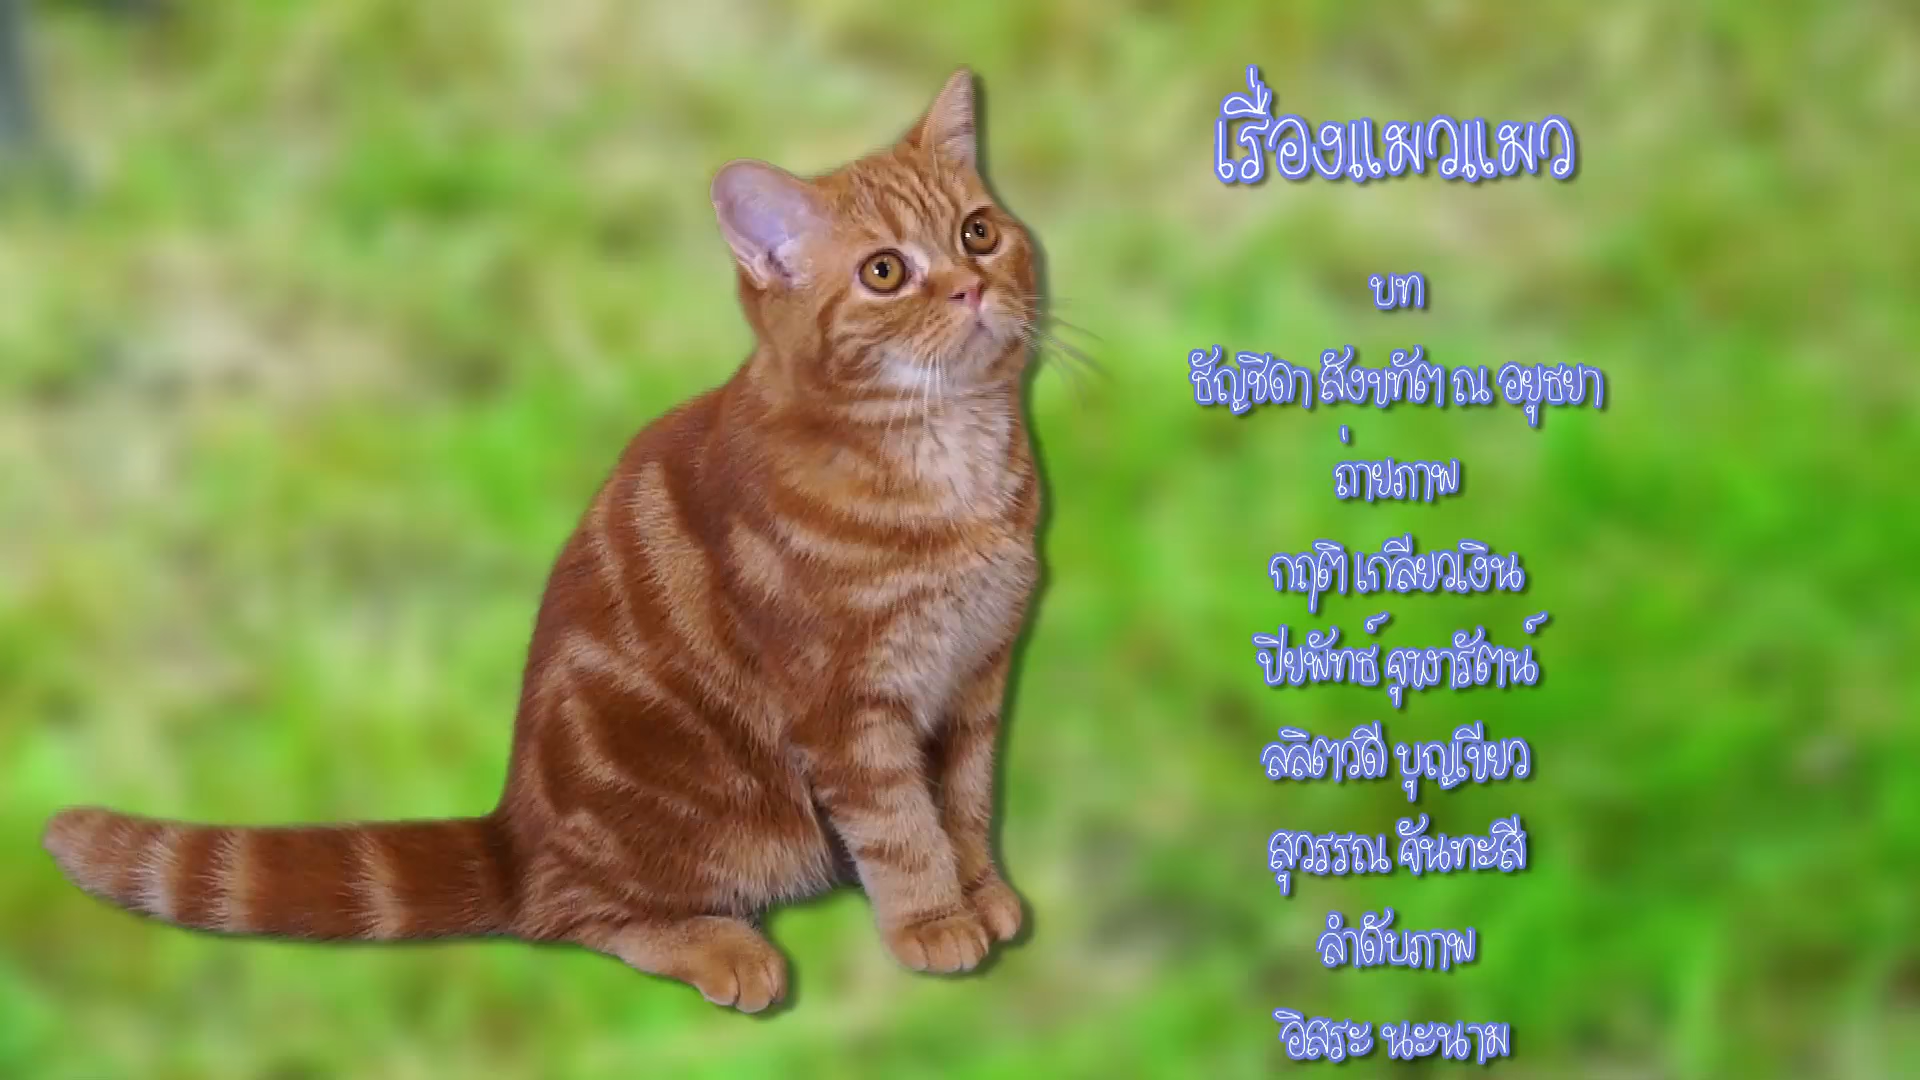 เรื่องแมวแมว
บท
ธัญชิดา สังขทัต ณ อยุธยา
ถ่ายภาพ
กฤติ เกลียวเงิน
ปิยพัทธ์ จุฬารัตน์
ลลิตวดี บุญเขียว
สุวรรณ จันทะสี
ลำดับภาพ
อิสระ นะนาม